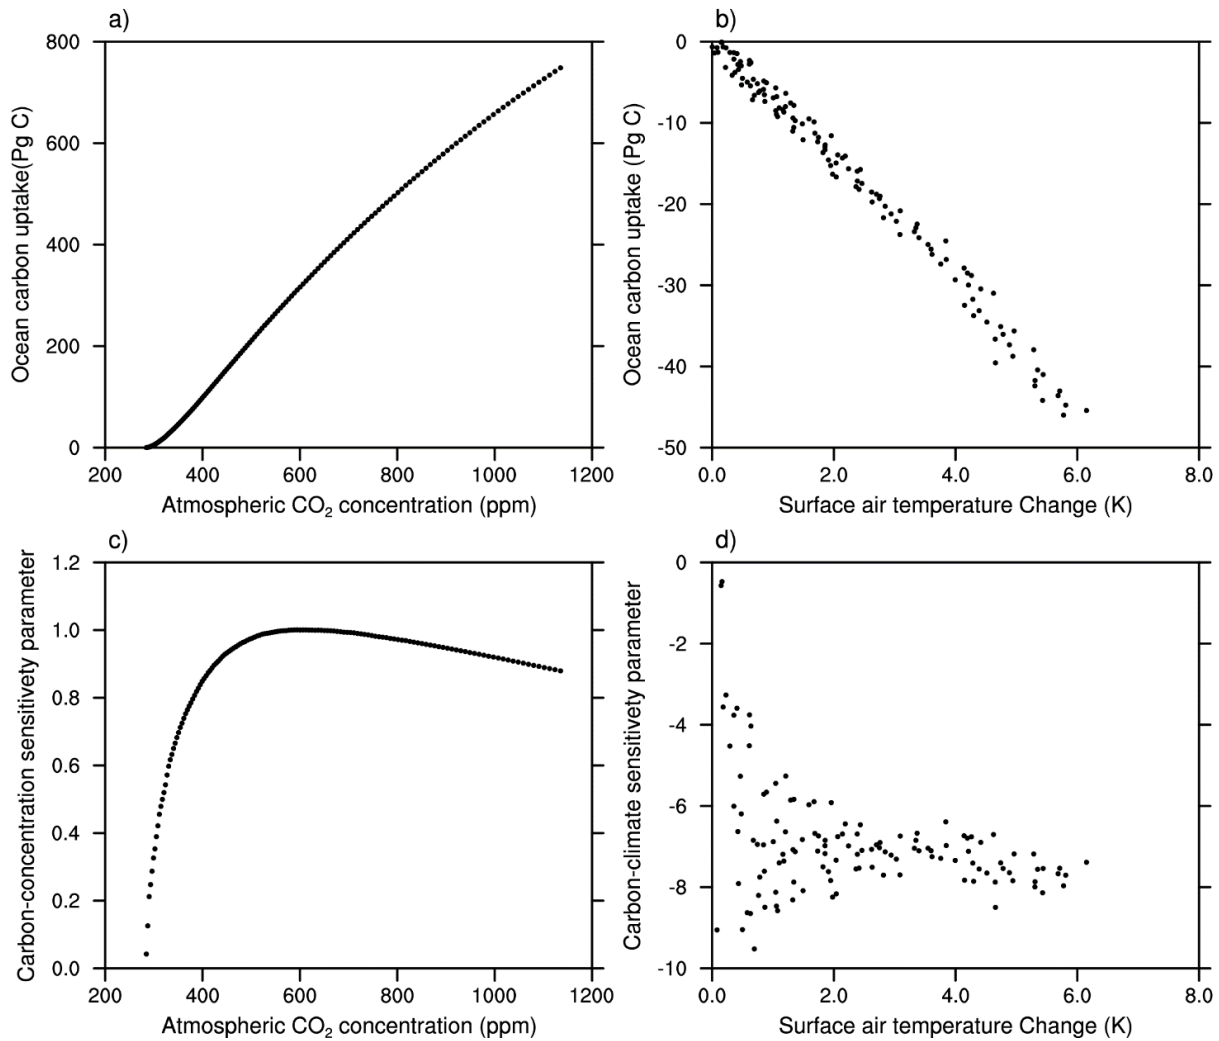 a)
800
600
400
200
0
200 400 600 800 1000 1200
Ocean carbon uptake(Pg C)
Atmospheric CO₂ concentration (ppm)
b)
0
-10
-20
-30
-40
-50
0.0 2.0 4.0 6.0 8.0
Ocean carbon uptake (Pg C)
Surface air temperature Change (K)
c)
1.2
1.0
0.8
0.6
0.4
0.2
0.0
200 400 600 800 1000 1200
Carbon-concentration sensitivety parameter
Atmospheric CO₂ concentration (ppm)
d)
0
-2
-4
-6
-8
-10
0.0 2.0 4.0 6.0 8.0
Carbon-climate sensitivety parameter
Surface air temperature Change (K)